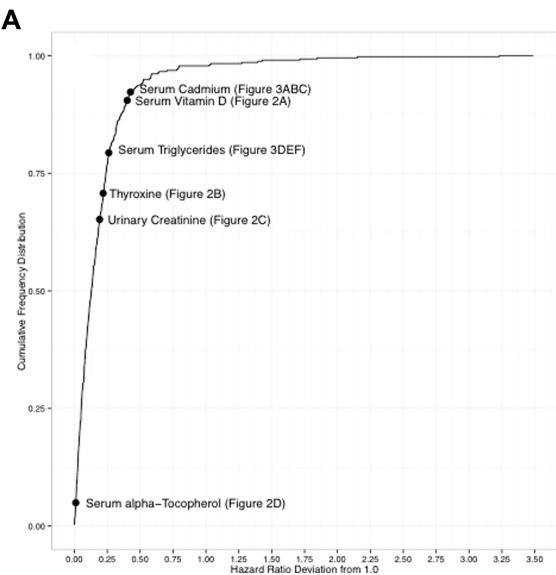 A
1.00
Serum Cadmium (Figure 3ABC)
Serum Vitamin D (Figure 2A)
Serum Triglycerides (Figure 3DEF)
0.75
Thyroxine (Figure 2B)
Urinary Creatinine (Figure 2C)
Cumulative Frequency Distribution
0.50
0.25
Serum alpha−Tocopherol (Figure 2D)
0.00
0.00 0.25 0.50 0.75 1.00 1.25 1.50 1.75 2.00 2.25 2.50 2.75 3.00 3.25 3.50
Hazard Ratio Deviation from 1.0